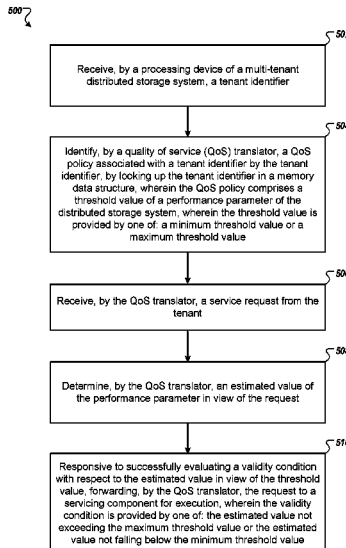 500
Receive, by a processing device of a multi-tenant
distributed storage system, a tenant identifier
50
Identify, by a quality of service (QoS) translator, a QoS
policy associated with a tenant identifier by the tenant
identifier, by looking up the tenant identifier in a memory
data structure, wherein the QoS policy comprises a
threshold value of a performance parameter of the
distributed storage system, wherein the threshold value is
provided by one of: a minimum threshold value or a
maximum threshold value
50
Receive, by the QoS translator, a service request from the
tenant
50
Determine, by the QoS translator, an estimated value of
the performance parameter in view of the request
510
Responsive to successfully evaluating a validity condition
with respect to the estimated value in view of the threshold
value, forwarding, by the QoS translator, the request to a
servicing component for execution, wherein the validity
condition is provided by one of: the estimated value not
exceeding the maximum threshold value or the estimated
value not falling below the minimum threshold value